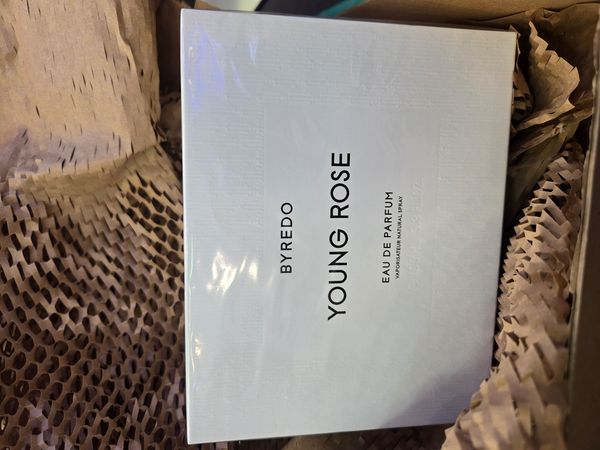 BYREDO
YOUNG ROSE
EAU DE PARFUM
VAPORISATEUR NATURAL SPRAY